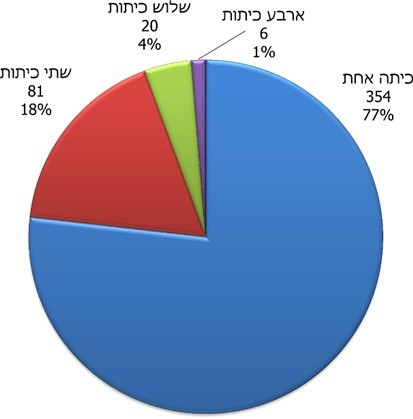 שלוש כיתות
20
4%
ארבע כיתות
6
1%
כיתה אחת
354
77%
שתי כיתות
81
18%